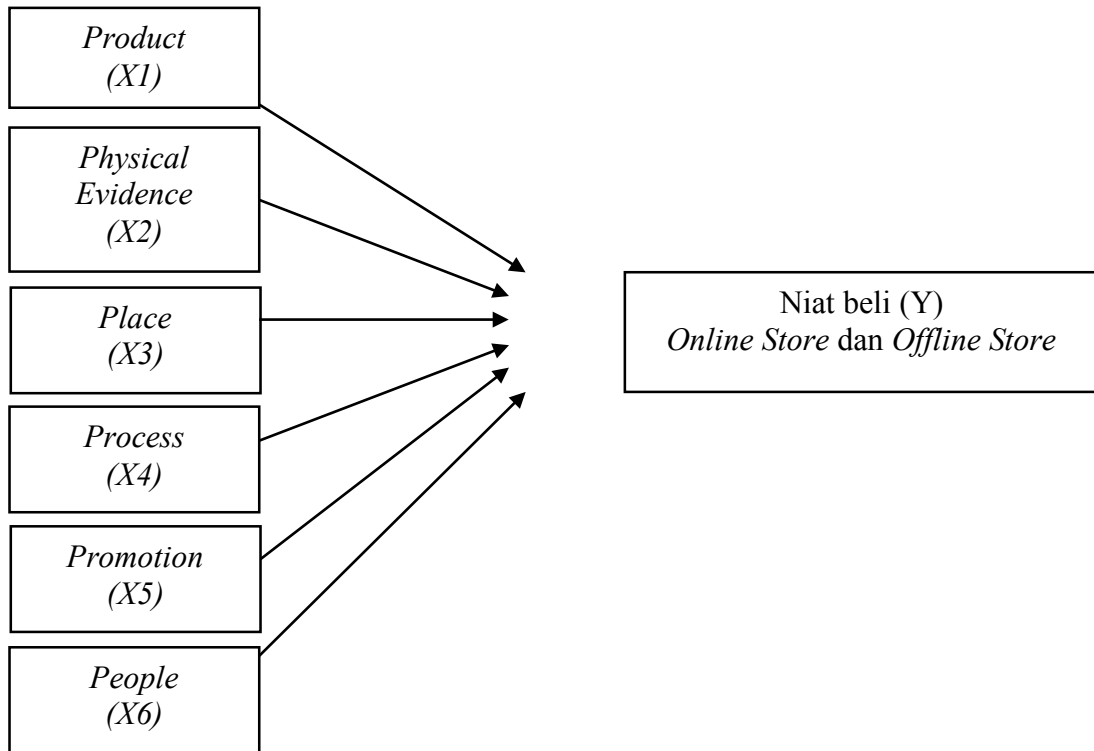 Product
(X1)
Physical
Evidence
(X2)
Place
(X3)
Process
(X4)
Promotion
(X5)
People
(X6)
Niat beli (Y)
Online Store dan Offline Store